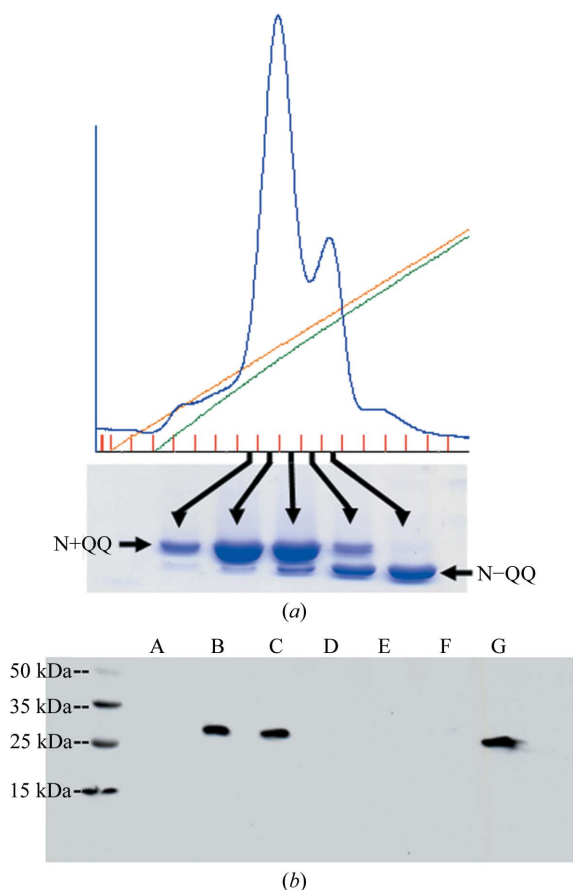 N+QQ
N−QQ
(a)
A B C D E F G
50 kDa--
35 kDa--
25 kDa--
15 kDa--
(b)